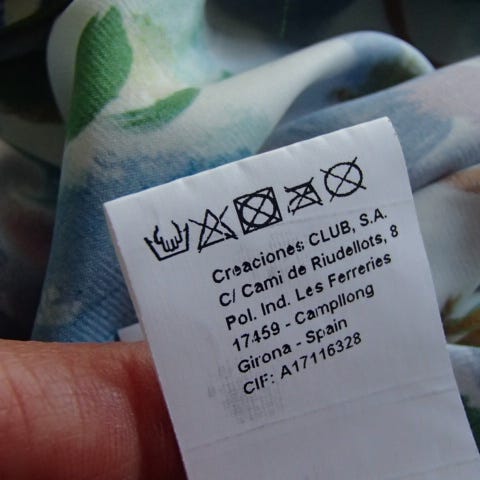 Creaciones CLUB, S.A.
C/ Cami de Riudellots, 8
Pol. Ind. Les Ferreries
17459 - Campllong
Girona - Spain
CIF: A17116328